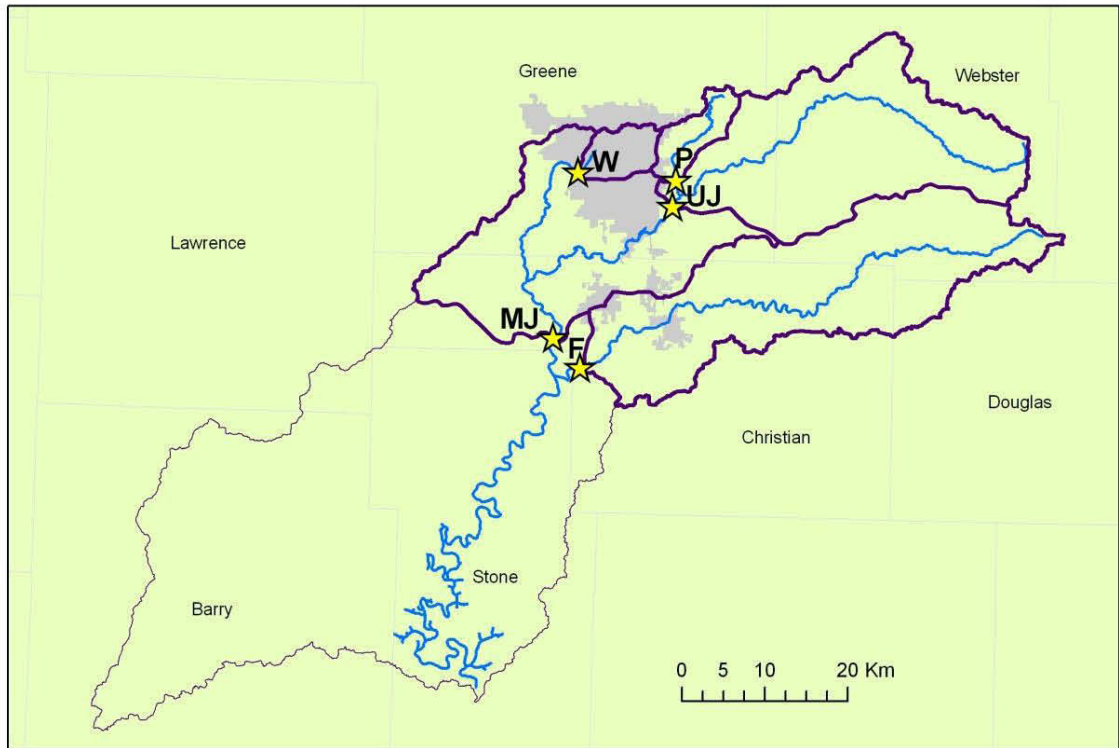 Greene
Webster
W
P
UJ
Lawrence
MJ
F
Douglas
Christian
Stone
Barry
0 5 10 20 Km